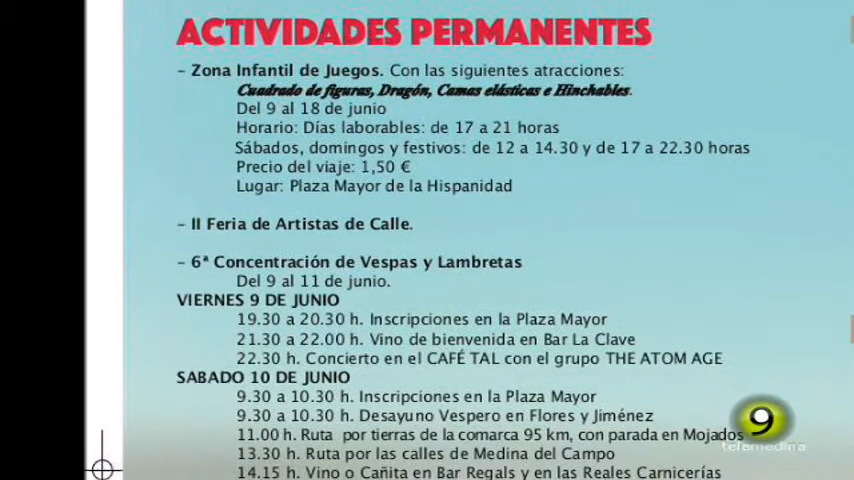 ACTIVIDADES PERMANENTES
- Zona Infantil de Juegos. Con las siguientes atracciones:
Cuadrado de figuras, Dragón, Camas elásticas e Hinchables.
Del 9 al 18 de junio
Horario: Días laborables: de 17 a 21 horas
Sábados, domingos y festivos: de 12 a 14.30 y de 17 a 22.30 horas
Precio del viaje: 1,50 €
Lugar: Plaza Mayor de la Hispanidad
- II Feria de Artistas de Calle.
- 6ª Concentración de Vespas y Lambretas
Del 9 al 11 de junio.
VIERNES 9 DE JUNIO
19.30 a 20.30 h. Inscripciones en la Plaza Mayor
21.30 a 22.00 h. Vino de bienvenida en Bar La Clave
22.30 h. Concierto en el CAFÉ TAL con el grupo THE ATOM AGE
SABADO 10 DE JUNIO
9.30 a 10.30 h. Inscripciones en la Plaza Mayor
9.30 a 10.30 h. Desayuno Vespero en Flores y Jiménez
11.00 h. Ruta por tierras de la comarca 95 km, con parada en Mojados
13.30 h. Ruta por las calles de Medina del Campo
14.15 h. Vino o Cañita en Bar Regals y en las Reales Carnicerías
9
telemedina